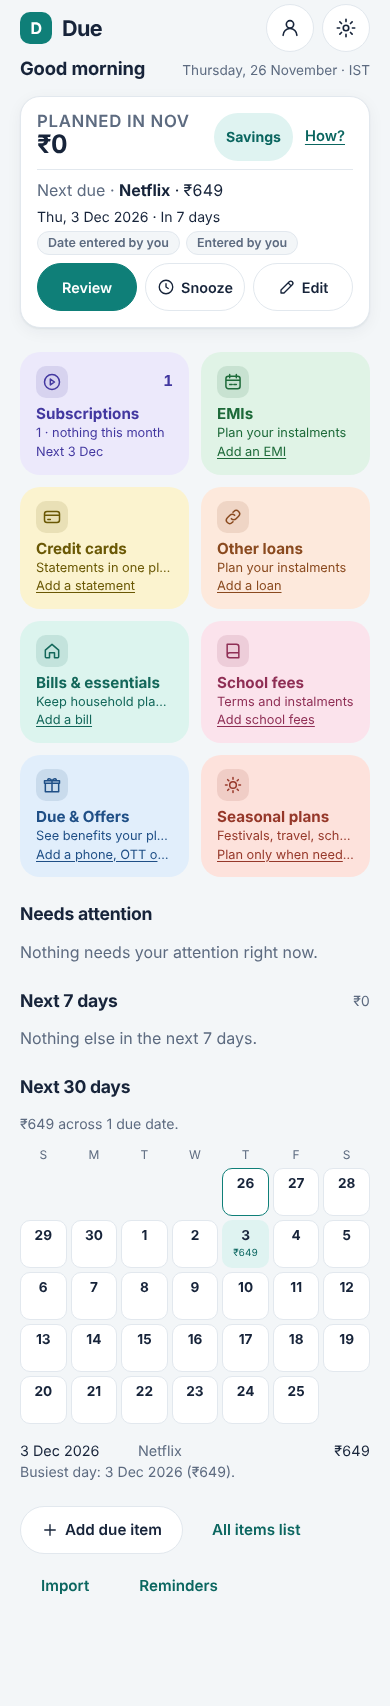 D Due
Good morning
Thursday, 26 November · IST
PLANNED IN NOV
₹0
Savings
How?
Next due · Netflix · ₹649
Thu, 3 Dec 2026 · In 7 days
Date entered by you
Entered by you
Review
Snooze
Edit
1
Subscriptions
1 · nothing this month
Next 3 Dec
EMIs
Plan your instalments
Add an EMI
Credit cards
Statements in one pl...
Add a statement
Other loans
Plan your instalments
Add a loan
Bills & essentials
Keep household pla...
Add a bill
School fees
Terms and instalments
Add school fees
Due & Offers
See benefits your pl...
Add a phone, OTT o...
Seasonal plans
Festivals, travel, sch...
Plan only when need...
Needs attention
Nothing needs your attention right now.
Next 7 days
₹0
Nothing else in the next 7 days.
Next 30 days
₹649 across 1 due date.
S M T W T F S
26 27 28
29 30 1 2 3 4 5
₹649
6 7 8 9 10 11 12
13 14 15 16 17 18 19
20 21 22 23 24 25
3 Dec 2026 Netflix ₹649
Busiest day: 3 Dec 2026 (₹649).
Add due item
All items list
Import
Reminders